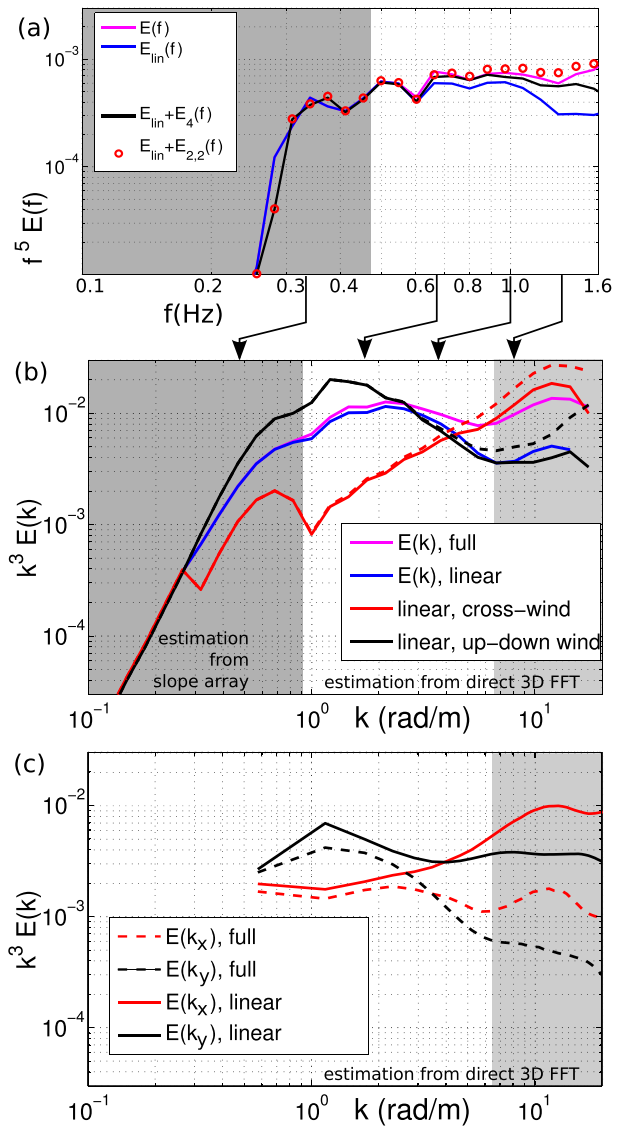 (a)
E(f)
E_lin(f)
E_lin+E_4(f)
E_lin+E_2,2(f)
10^-3
10^-4
f^5 E(f)
0.1 0.2 0.3 0.4 0.6 0.8 1.0 1.6
f(Hz)
(b)
10^-2
10^-3
10^-4
k^3 E(k)
E(k), full
E(k), linear
linear, cross-wind
linear, up-down wind
estimation
from
slope array
estimation from direct 3D FFT
10^-1 10^0 10^1
k (rad/m)
(c)
10^-2
10^-3
10^-4
k^3 E(k)
E(k_x), full
E(k_y), full
E(k_x), linear
E(k_y), linear
estimation from direct 3D FFT
10^-1 10^0 10^1
k (rad/m)